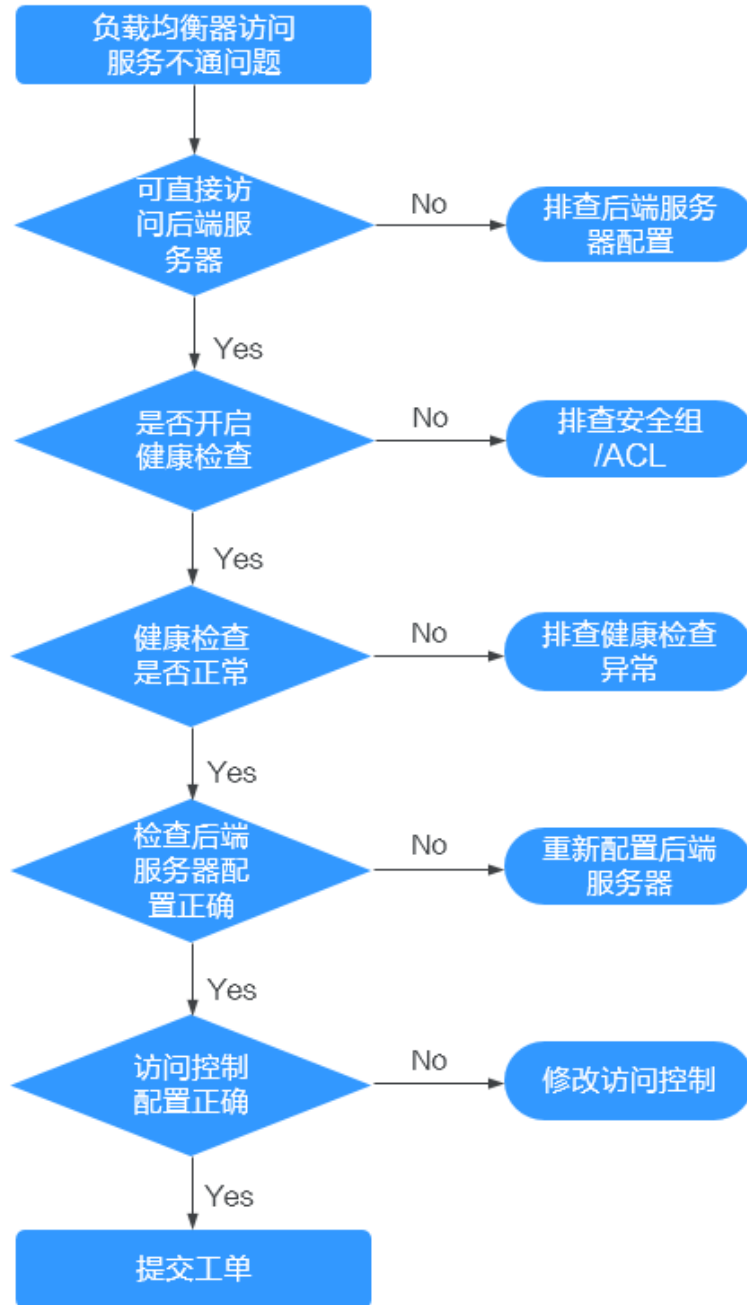 负载均衡器访问
服务不通问题
可直接访
问后端服
务器
No
排查后端服务
器配置
Yes
是否开启
健康检查
No
排查安全组
/ACL
Yes
健康检查
是否正常
No
排查健康检查
异常
Yes
检查后端
服务器配
置正确
No
重新配置后端
服务器
Yes
访问控制
配置正确
No
修改访问控制
Yes
提交工单